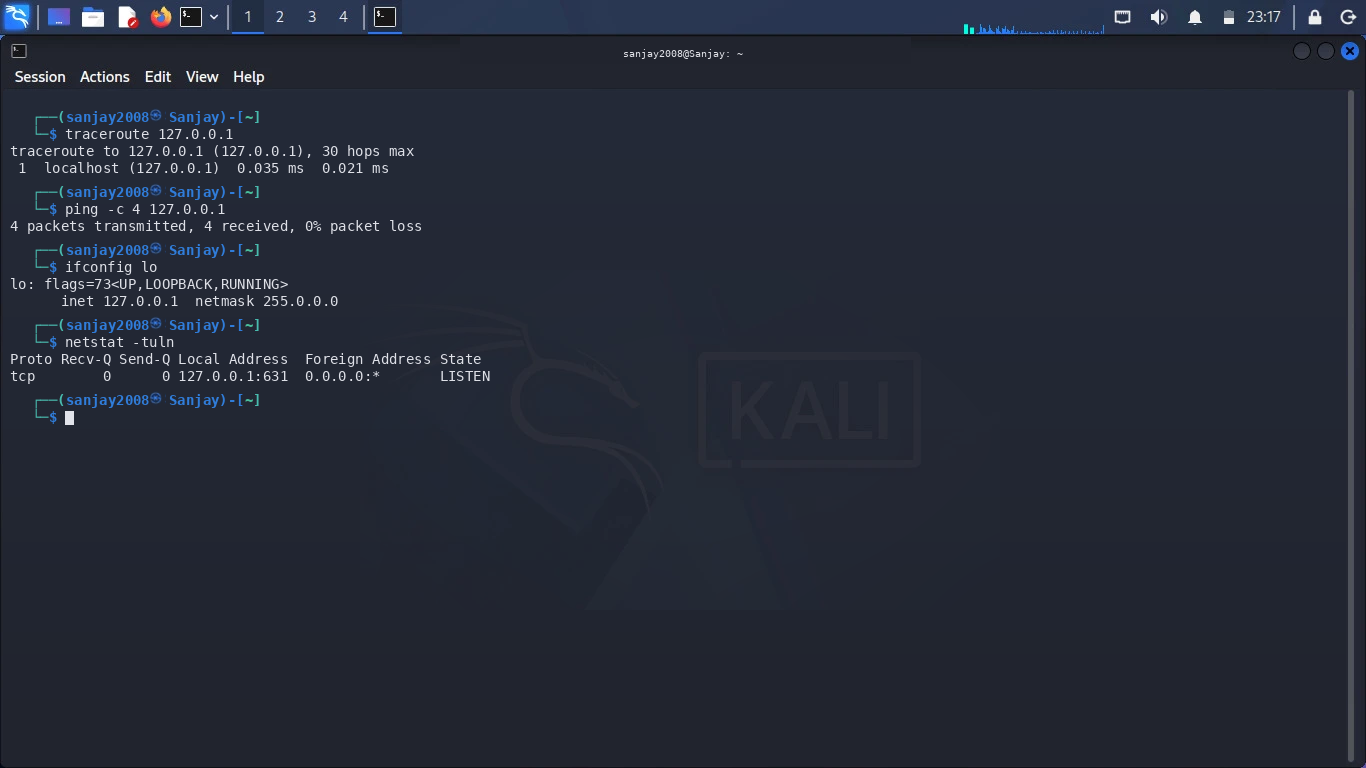 1 2 3 4 23:17
sanjay2008@Sanjay: ~
Session Actions Edit View Help
┌──(sanjay2008㉿ Sanjay)-[~]
└─$ traceroute 127.0.0.1
traceroute to 127.0.0.1 (127.0.0.1), 30 hops max
 1  localhost (127.0.0.1)  0.035 ms  0.021 ms
┌──(sanjay2008㉿ Sanjay)-[~]
└─$ ping -c 4 127.0.0.1
4 packets transmitted, 4 received, 0% packet loss
┌──(sanjay2008㉿ Sanjay)-[~]
└─$ ifconfig lo
lo: flags=73<UP,LOOPBACK,RUNNING>
      inet 127.0.0.1  netmask 255.0.0.0
┌──(sanjay2008㉿ Sanjay)-[~]
└─$ netstat -tuln
Proto Recv-Q Send-Q Local Address  Foreign Address State
tcp        0      0 127.0.0.1:631  0.0.0.0:*       LISTEN
┌──(sanjay2008㉿ Sanjay)-[~]
└─$
KALI